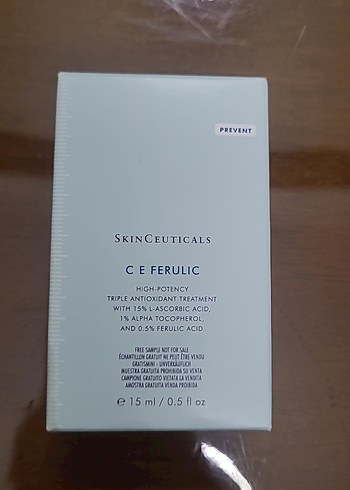 PREVENT
SKINCEUTICALS
C E FERULIC
HIGH-POTENCY
TRIPLE ANTIOXIDANT TREATMENT
WITH 15% L-ASCORBIC ACID,
1% ALPHA TOCOPHEROL,
AND 0.5% FERULIC ACID
FREE SAMPLE NOT FOR SALE
ÉCHANTILLON GRATUIT NE PEUT ÊTRE VENDU
GRATISMINI - UNVERKÄUFLICH
MUESTRA GRATUITA PROHIBIDA SU VENTA
CAMPIONE GRATUITO VIETATA LA VENDITA
AMOSTRA GRATUITA VENDA PROIBIDA
℮ 15 ml / 0.5 fl oz